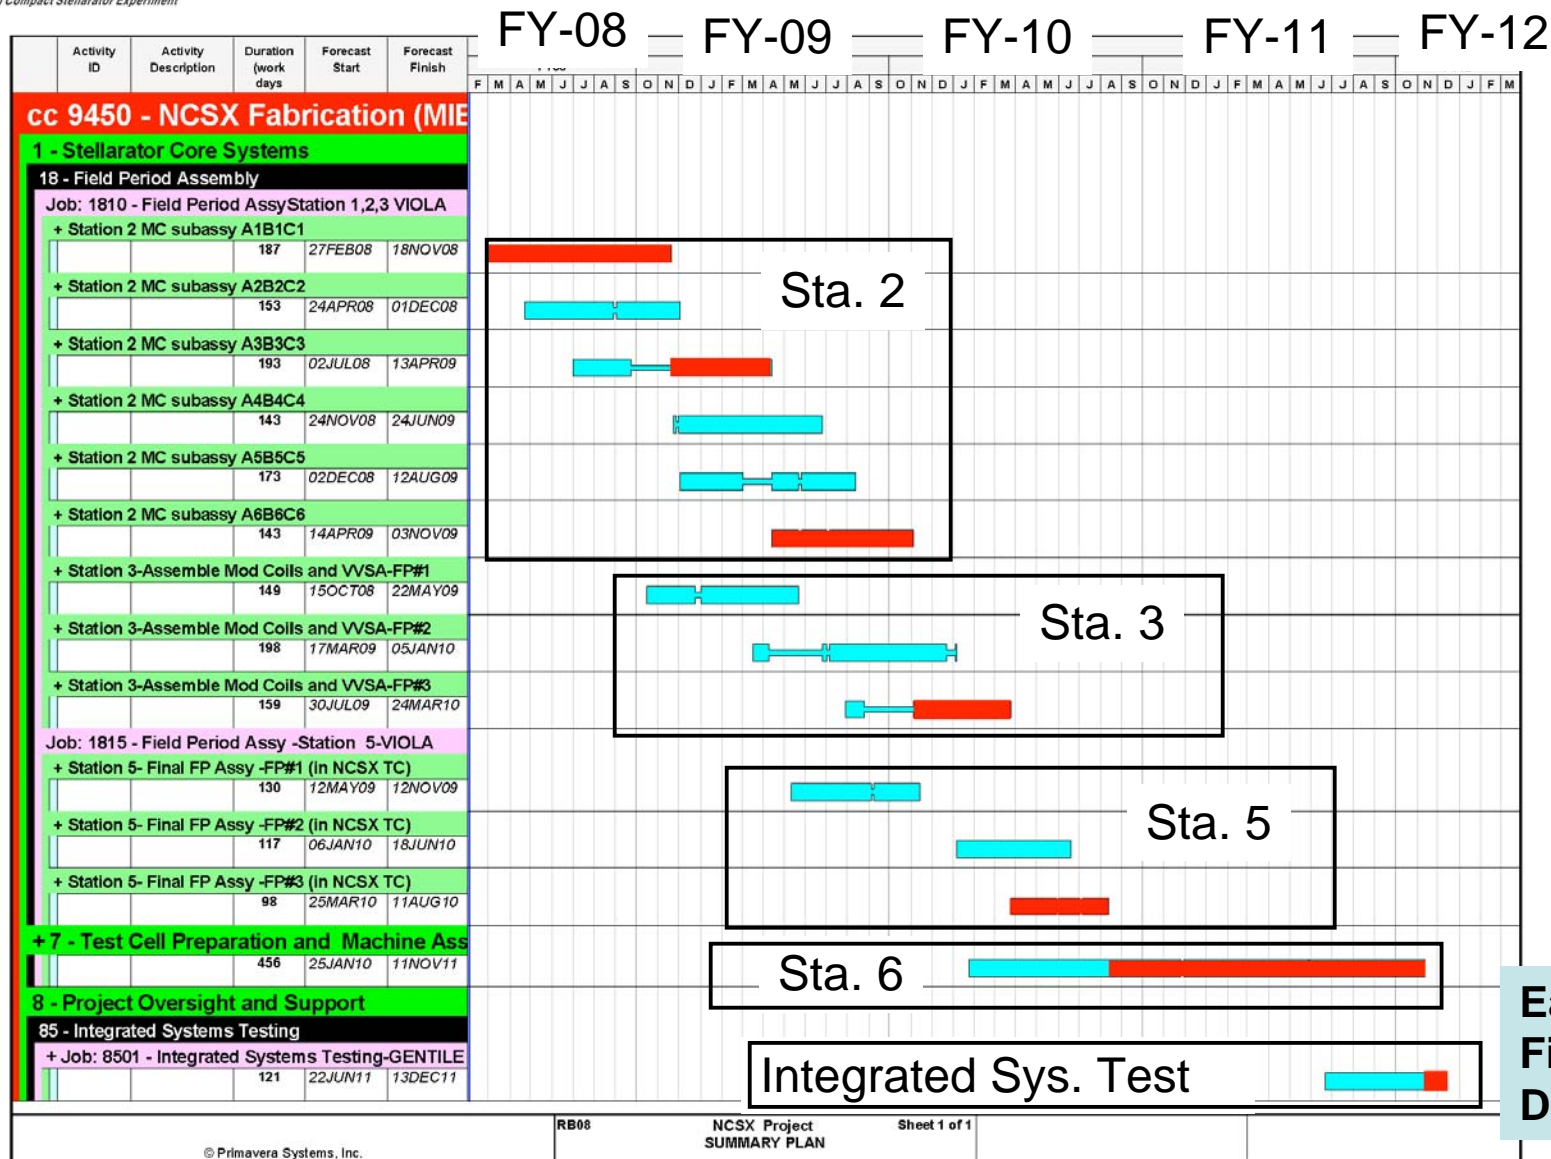 Compact Stellarator Experiment
FY-08 FY-09 FY-10 FY-11 FY-12
Activity ID Activity Description Duration (work days Forecast Start Forecast Finish
F M A M J J A S O N D J F M A M J J A S O N D J F M A M J J A S O N D J F M A M J J A S O N D J F M
cc 9450 - NCSX Fabrication (MIE
1 - Stellarator Core Systems
18 - Field Period Assembly
Job: 1810 - Field Period AssyStation 1,2,3 VIOLA
+ Station 2 MC subassy A1B1C1
187 27FEB08 18NOV08
+ Station 2 MC subassy A2B2C2
153 24APR08 01DEC08
Sta. 2
+ Station 2 MC subassy A3B3C3
193 02JUL08 13APR09
+ Station 2 MC subassy A4B4C4
143 24NOV08 24JUN09
+ Station 2 MC subassy A5B5C5
173 02DEC08 12AUG09
+ Station 2 MC subassy A6B6C6
143 14APR09 03NOV09
+ Station 3-Assemble Mod Coils and VVSA-FP#1
149 15OCT08 22MAY09
Sta. 3
+ Station 3-Assemble Mod Coils and VVSA-FP#2
198 17MAR09 05JAN10
+ Station 3-Assemble Mod Coils and VVSA-FP#3
159 30JUL09 24MAR10
Job: 1815 - Field Period Assy -Station 5-VIOLA
+ Station 5- Final FP Assy -FP#1 (in NCSX TC)
130 12MAY09 12NOV09
+ Station 5- Final FP Assy -FP#2 (in NCSX TC)
117 06JAN10 18JUN10
Sta. 5
+ Station 5- Final FP Assy -FP#3 (in NCSX TC)
98 25MAR10 11AUG10
+ 7 - Test Cell Preparation and Machine Ass
456 25JAN10 11NOV11
Sta. 6
8 - Project Oversight and Support
85 - Integrated Systems Testing
+ Job: 8501 - Integrated Systems Testing-GENTILE
121 22JUN11 13DEC11
Integrated Sys. Test
Ea
Fi
D
RB08 NCSX Project Sheet 1 of 1
SUMMARY PLAN
© Primavera Systems, Inc.